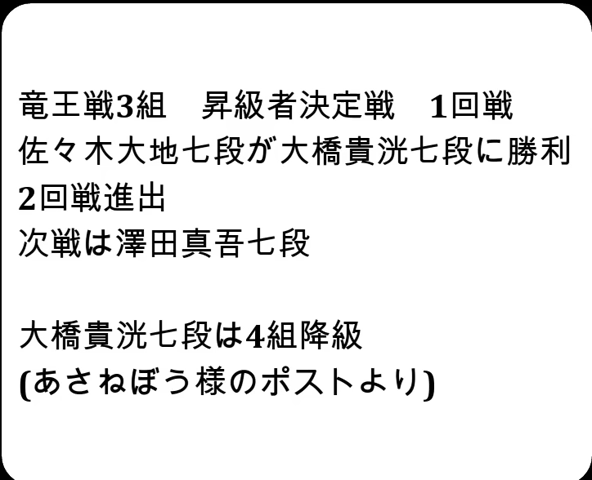 竜王戦3組　昇級者決定戦　1回戦
佐々木大地七段が大橋貴洸七段に勝利
2回戦進出
次戦は澤田真吾七段
大橋貴洸七段は4組降級
(あさねぼう様のポストより)